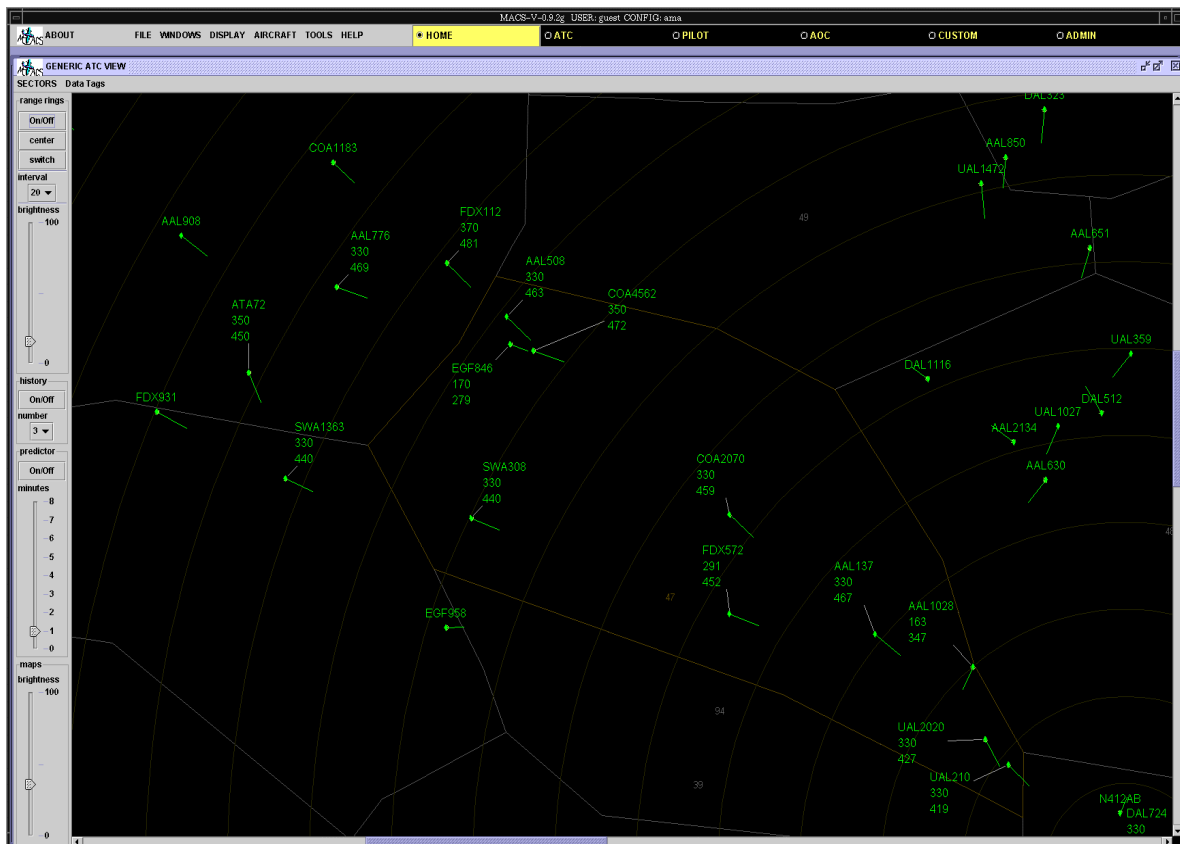 MACS-V-0.9.2g USER: guest CONFIG: ama
MACS ABOUT FILE WINDOWS DISPLAY AIRCRAFT TOOLS HELP HOME ATC PILOT AOC CUSTOM ADMIN
MACS GENERIC ATC VIEW
SECTORS Data Tags
range rings
On/Off
center
switch
interval
20
brightness
100
0
history
On/Off
number
3
predictor
On/Off
minutes
8
7
6
5
4
3
2
1
0
maps
brightness
100
0
DAL323
COA1183
AAL850
UAL1472
AAL908
FDX112
370
481
49
AAL776
330
469
AAL651
AAL508
330
463
COA4562
350
472
ATA72
350
450
UAL359
EGF846
170
279
DAL1116
FDX931
DAL512
UAL1027
AAL2134
SWA1363
330
440
SWA308
330
440
COA2070
330
459
AAL630
FDX572
291
452
AAL137
330
467
47
AAL1028
163
347
EGF958
94
UAL2020
330
427
39
UAL210
330
419
N412AB
DAL724
330